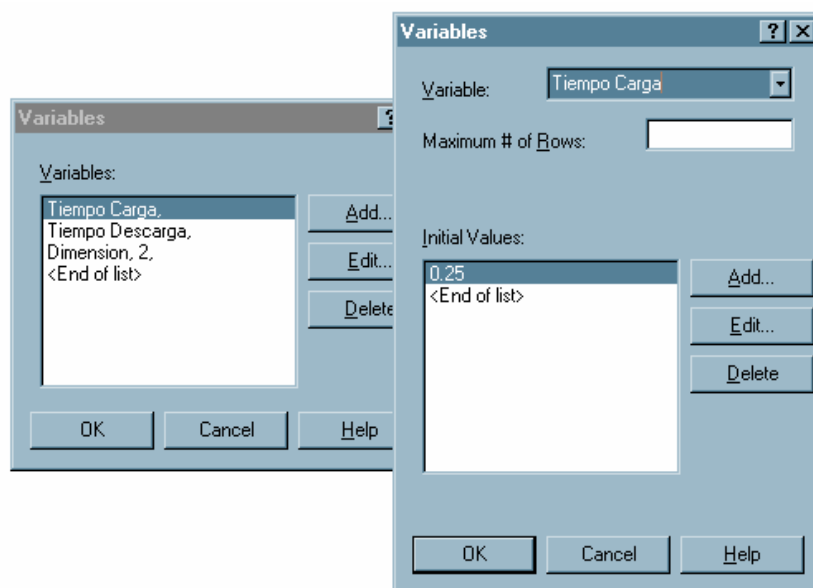 Variables
Variables:
Tiempo Carga,
Tiempo Descarga,
Dimension, 2,
<End of list>
Add...
Edit...
Delete
OK
Cancel
Help
Variables
Variable:
Tiempo Carga
Maximum # of Rows:
Initial Values:
0.25
<End of list>
Add...
Edit...
Delete
OK
Cancel
Help